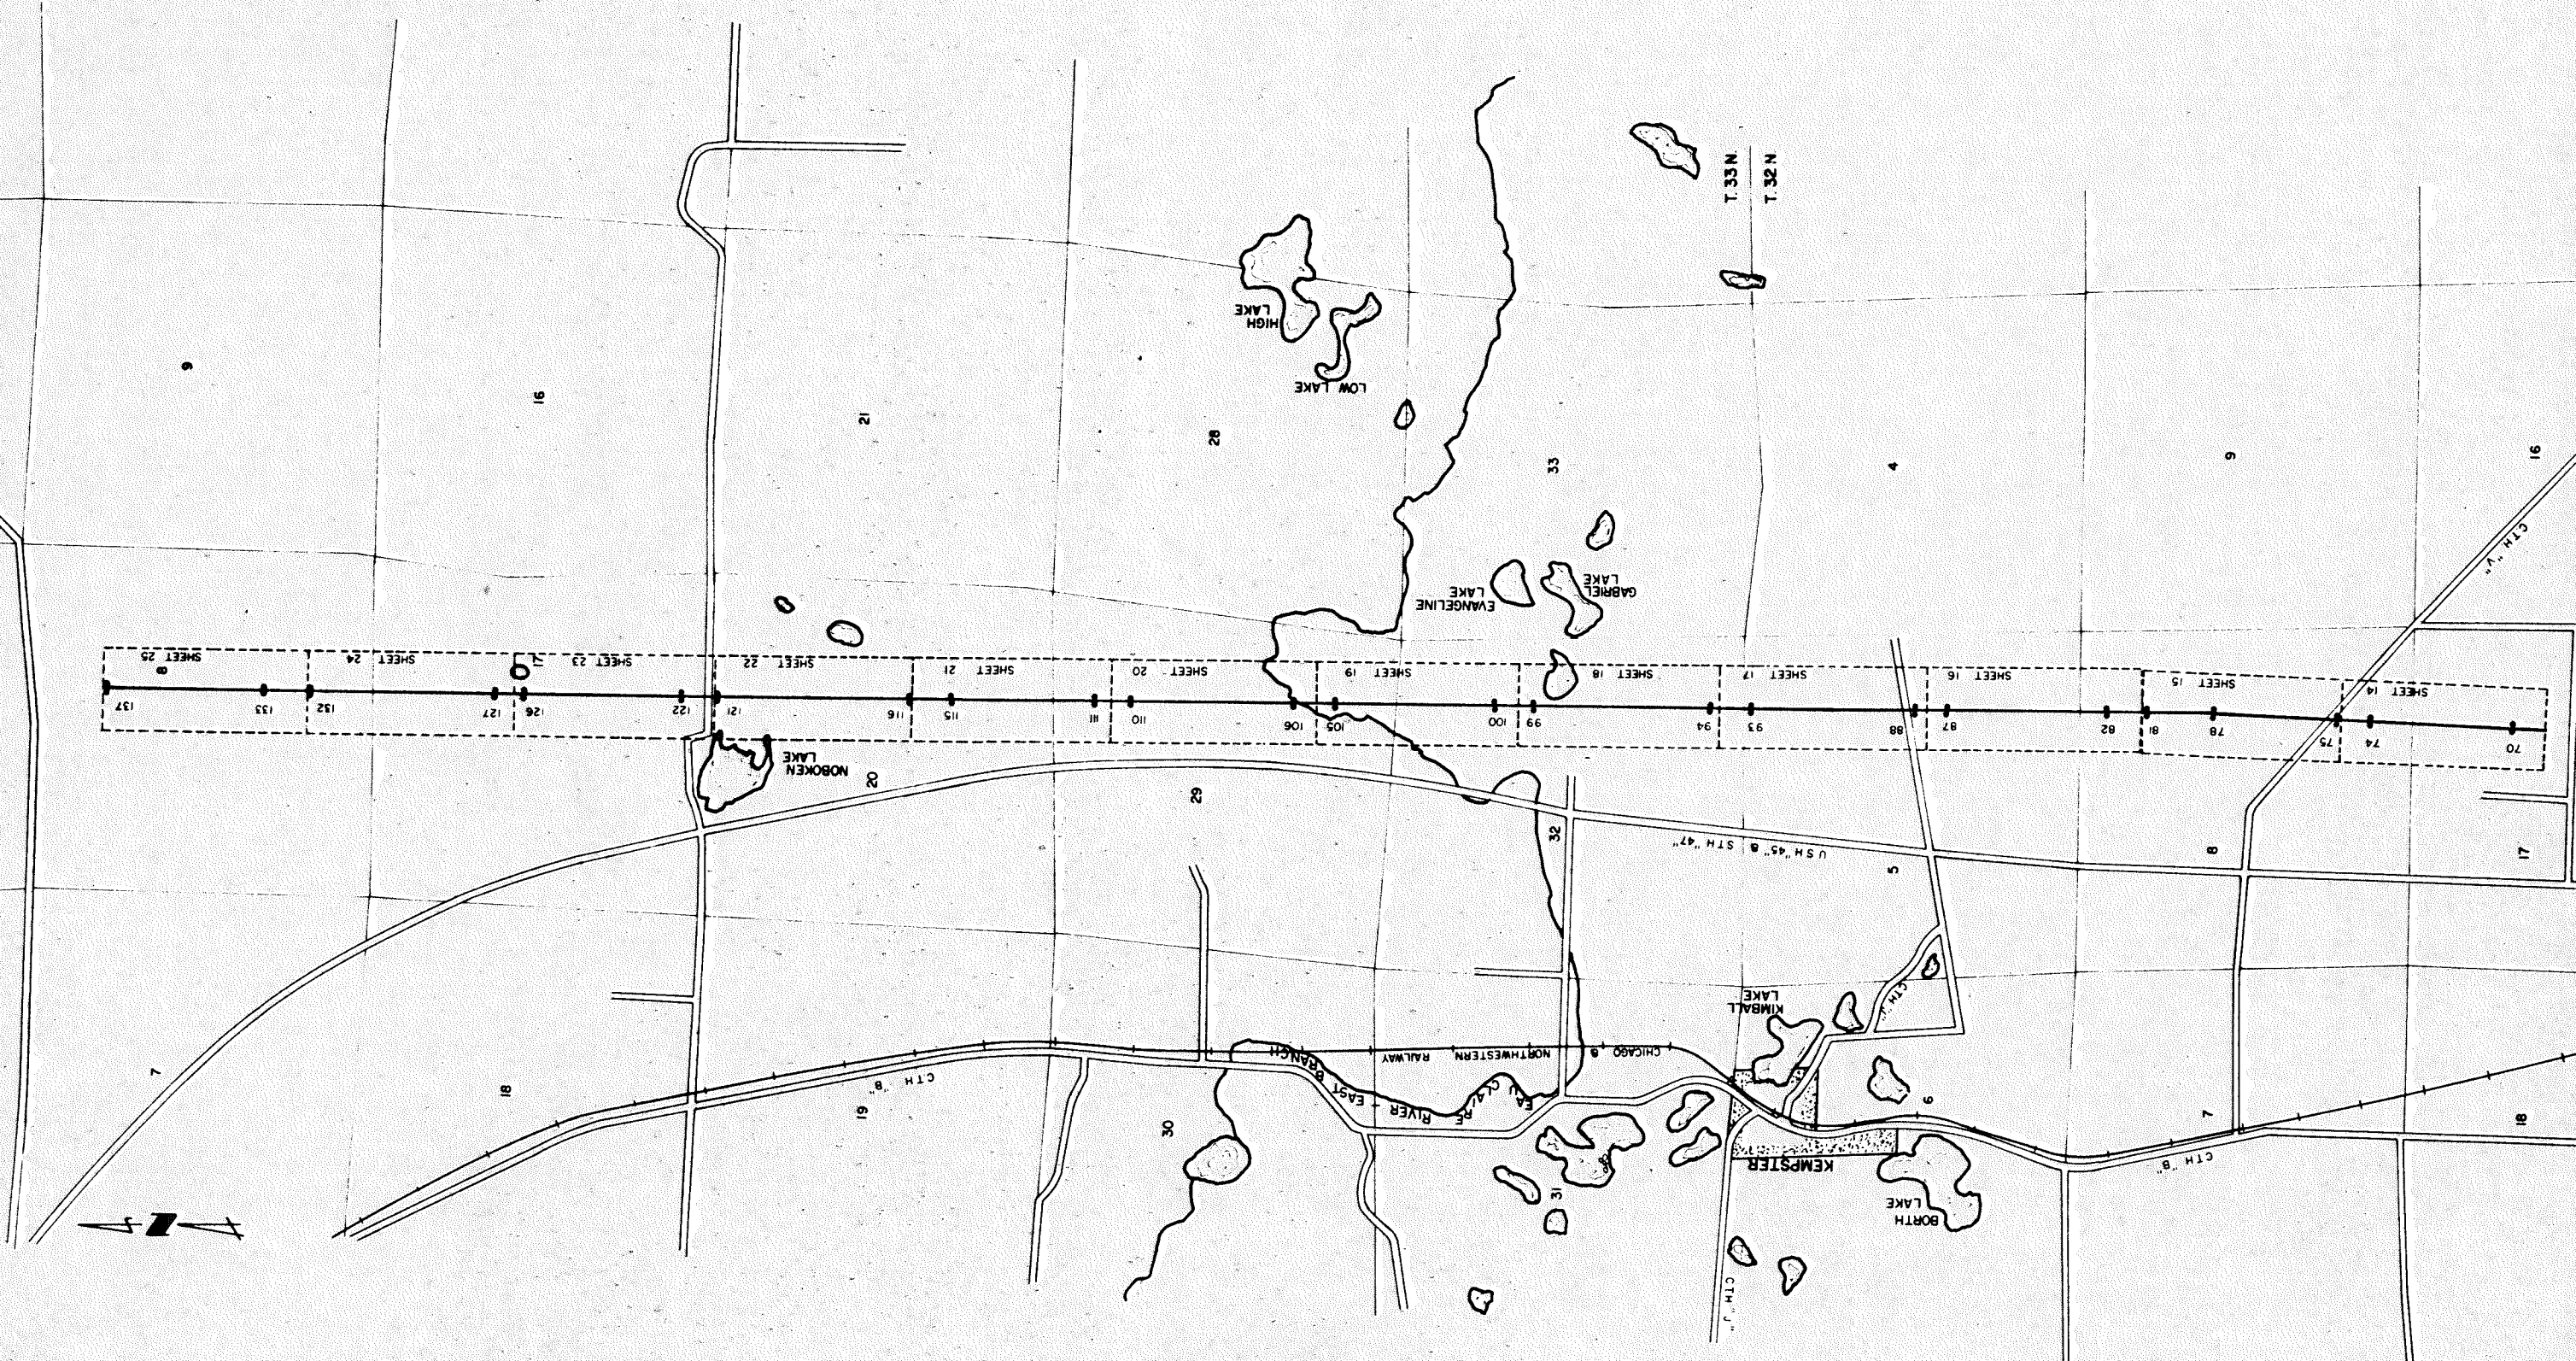 T. 33 N.
T. 32 N.
HIGH
LAKE
LOW LAKE
9
16
21
28
33
4
9
16
CTH "V"
EVANGELINE
LAKE
GABRIEL
LAKE
SHEET 25
SHEET 24
SHEET 23
SHEET 22
SHEET 21
SHEET 20
SHEET 19
SHEET 18
SHEET 17
SHEET 16
SHEET 15
SHEET 14
8
17
137
133
132
127
126
122
121
116
115
111
110
106
105
100
99
94
93
88
87
82
81
78
75
74
70
NOBOKEN
LAKE
20
29
32
5
8
17
USH "45" & STH "47"
KIMBALL
LAKE
CTH
CHICAGO & NORTHWESTERN RAILWAY
EAST BRANCH
EAU CLAIRE RIVER
CTH "B"
7
18
19
30
31
6
7
18
KEMPSTER
BORTH
LAKE
CTH "B"
CTH "J"
N